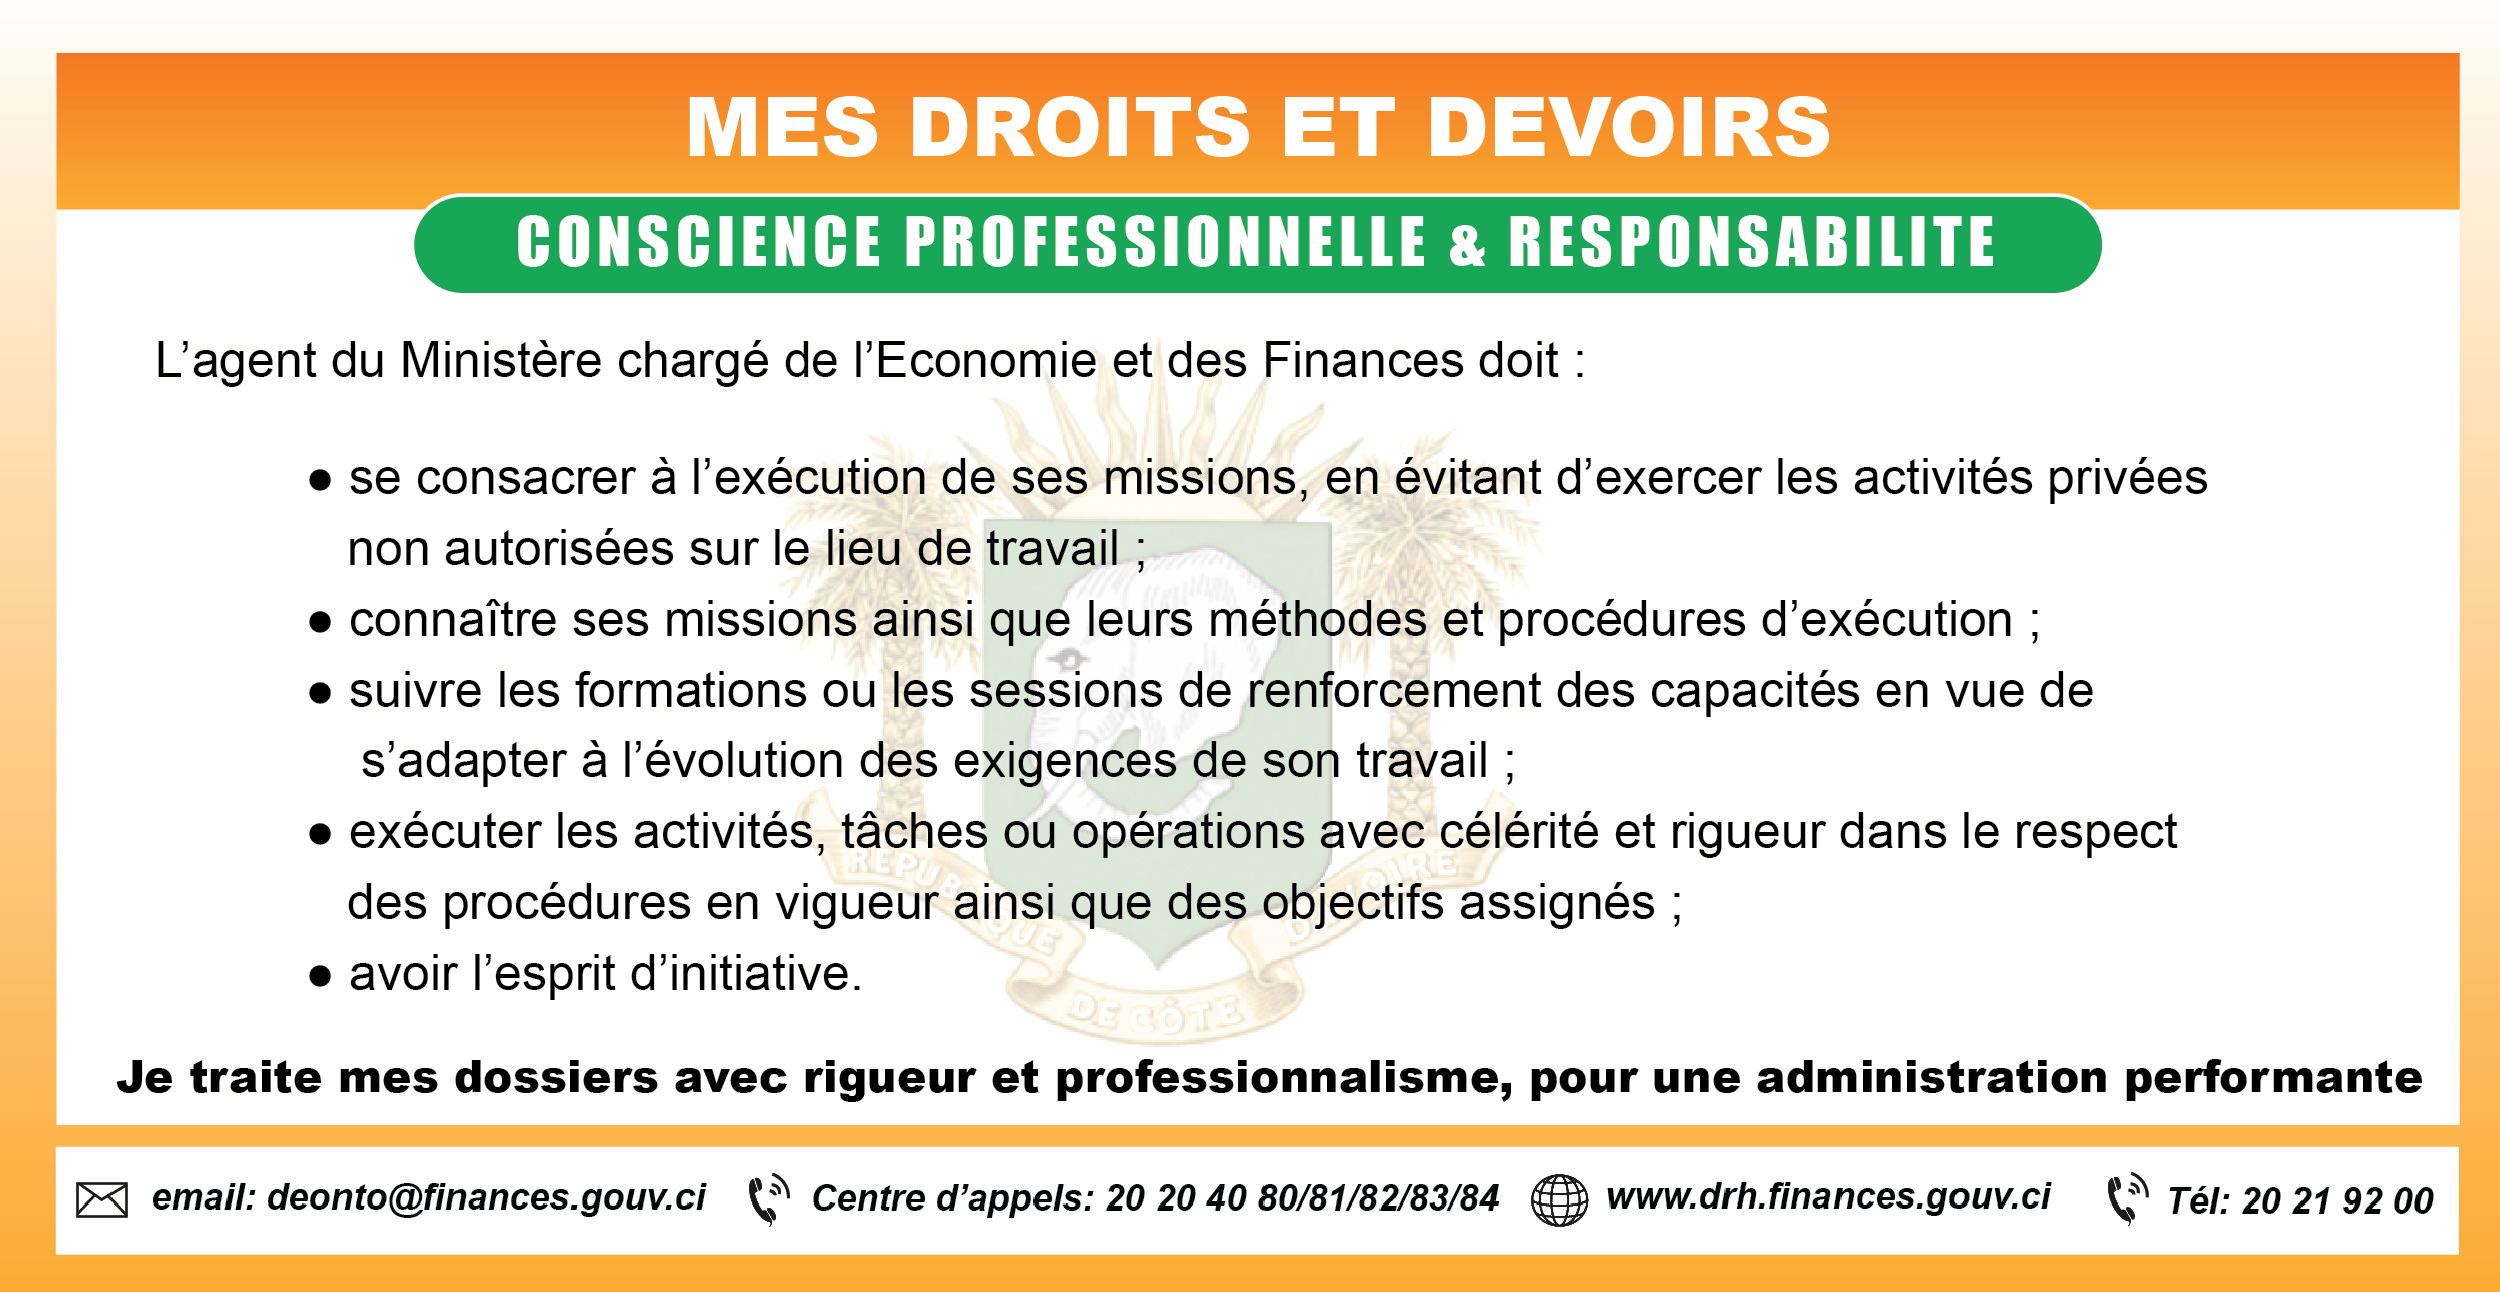 MES DROITS ET DEVOIRS
CONSCIENCE PROFESSIONNELLE & RESPONSABILITE
L’agent du Ministère chargé de l’Economie et des Finances doit :
● se consacrer à l’exécution de ses missions, en évitant d’exercer les activités privées
non autorisées sur le lieu de travail ;
● connaître ses missions ainsi que leurs méthodes et procédures d’exécution ;
● suivre les formations ou les sessions de renforcement des capacités en vue de
s’adapter à l’évolution des exigences de son travail ;
● exécuter les activités, tâches ou opérations avec célérité et rigueur dans le respect
des procédures en vigueur ainsi que des objectifs assignés ;
● avoir l’esprit d’initiative.
REPUBLIQUE DE CÔTE D'IVOIRE
Je traite mes dossiers avec rigueur et professionnalisme, pour une administration performante
email: deonto@finances.gouv.ci Centre d’appels: 20 20 40 80/81/82/83/84 www.drh.finances.gouv.ci Tél: 20 21 92 00